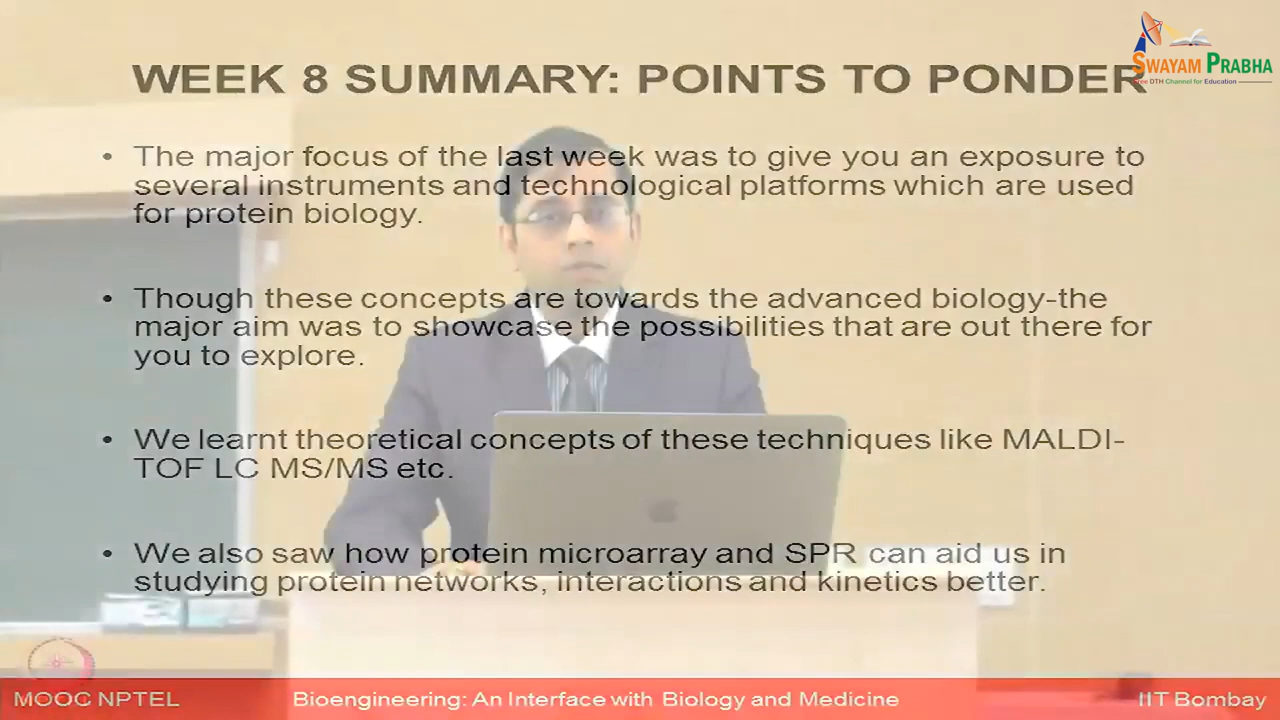 SWAYAM PRABHA
Free DTH Channel for Education
WEEK 8 SUMMARY: POINTS TO PONDER
• The major focus of the last week was to give you an exposure to
several instruments and technological platforms which are used
for protein biology.
• Though these concepts are towards the advanced biology-the
major aim was to showcase the possibilities that are out there for
you to explore.
• We learnt theoretical concepts of these techniques like MALDI-
TOF LC MS/MS etc.
• We also saw how protein microarray and SPR can aid us in
studying protein networks, interactions and kinetics better.
MOOC NPTEL Bioengineering: An Interface with Biology and Medicine IIT Bombay